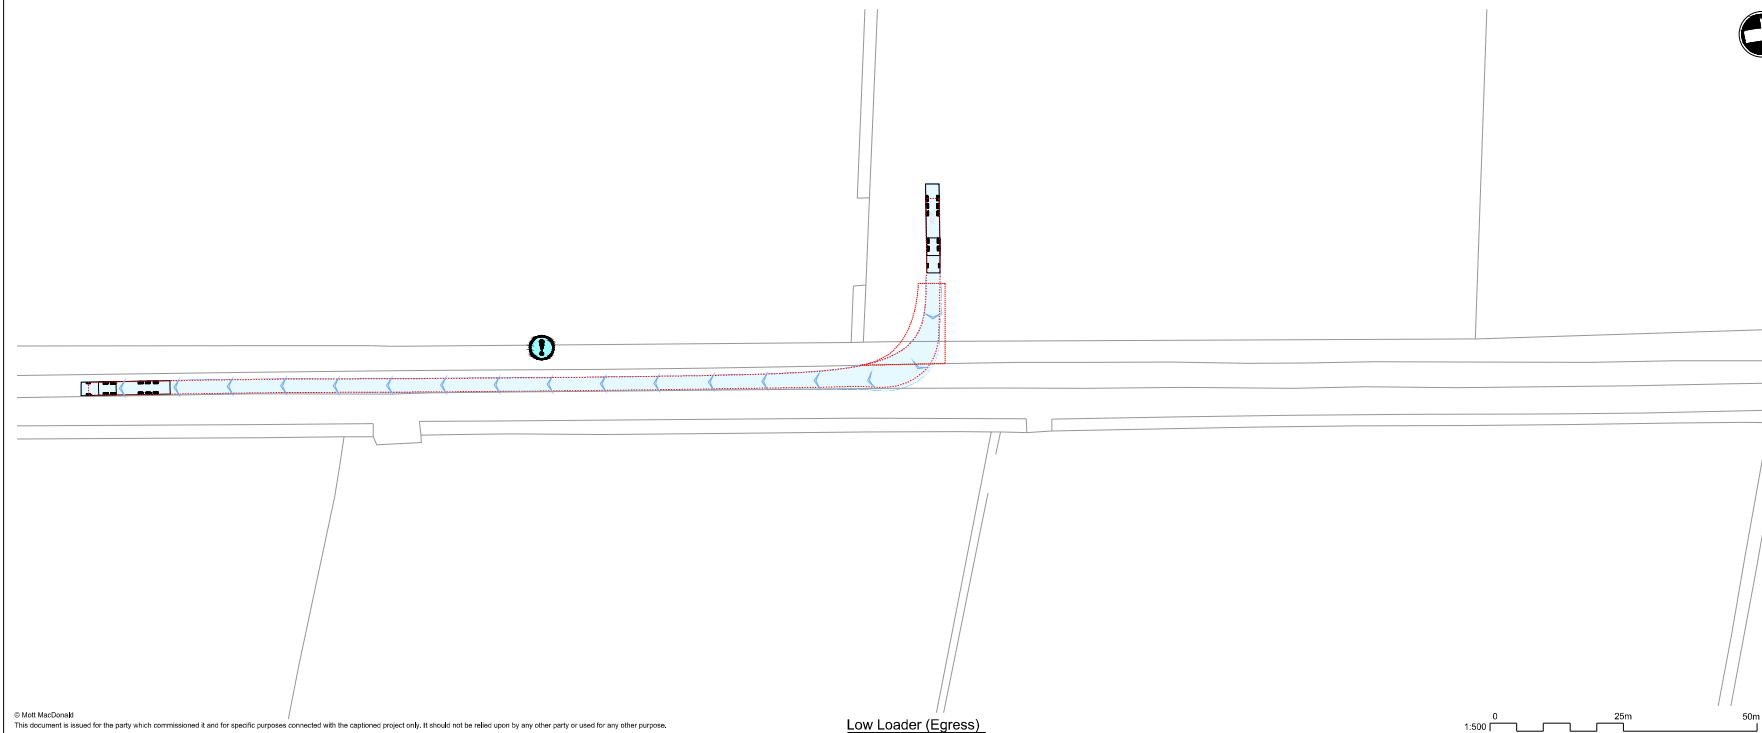 © Mott MacDonald
This document is issued for the party which commissioned it and for specific purposes connected with the captioned project only. It should not be relied upon by any other party or used for any other purpose.
Low Loader (Egress)
1:500
0 25m 50m